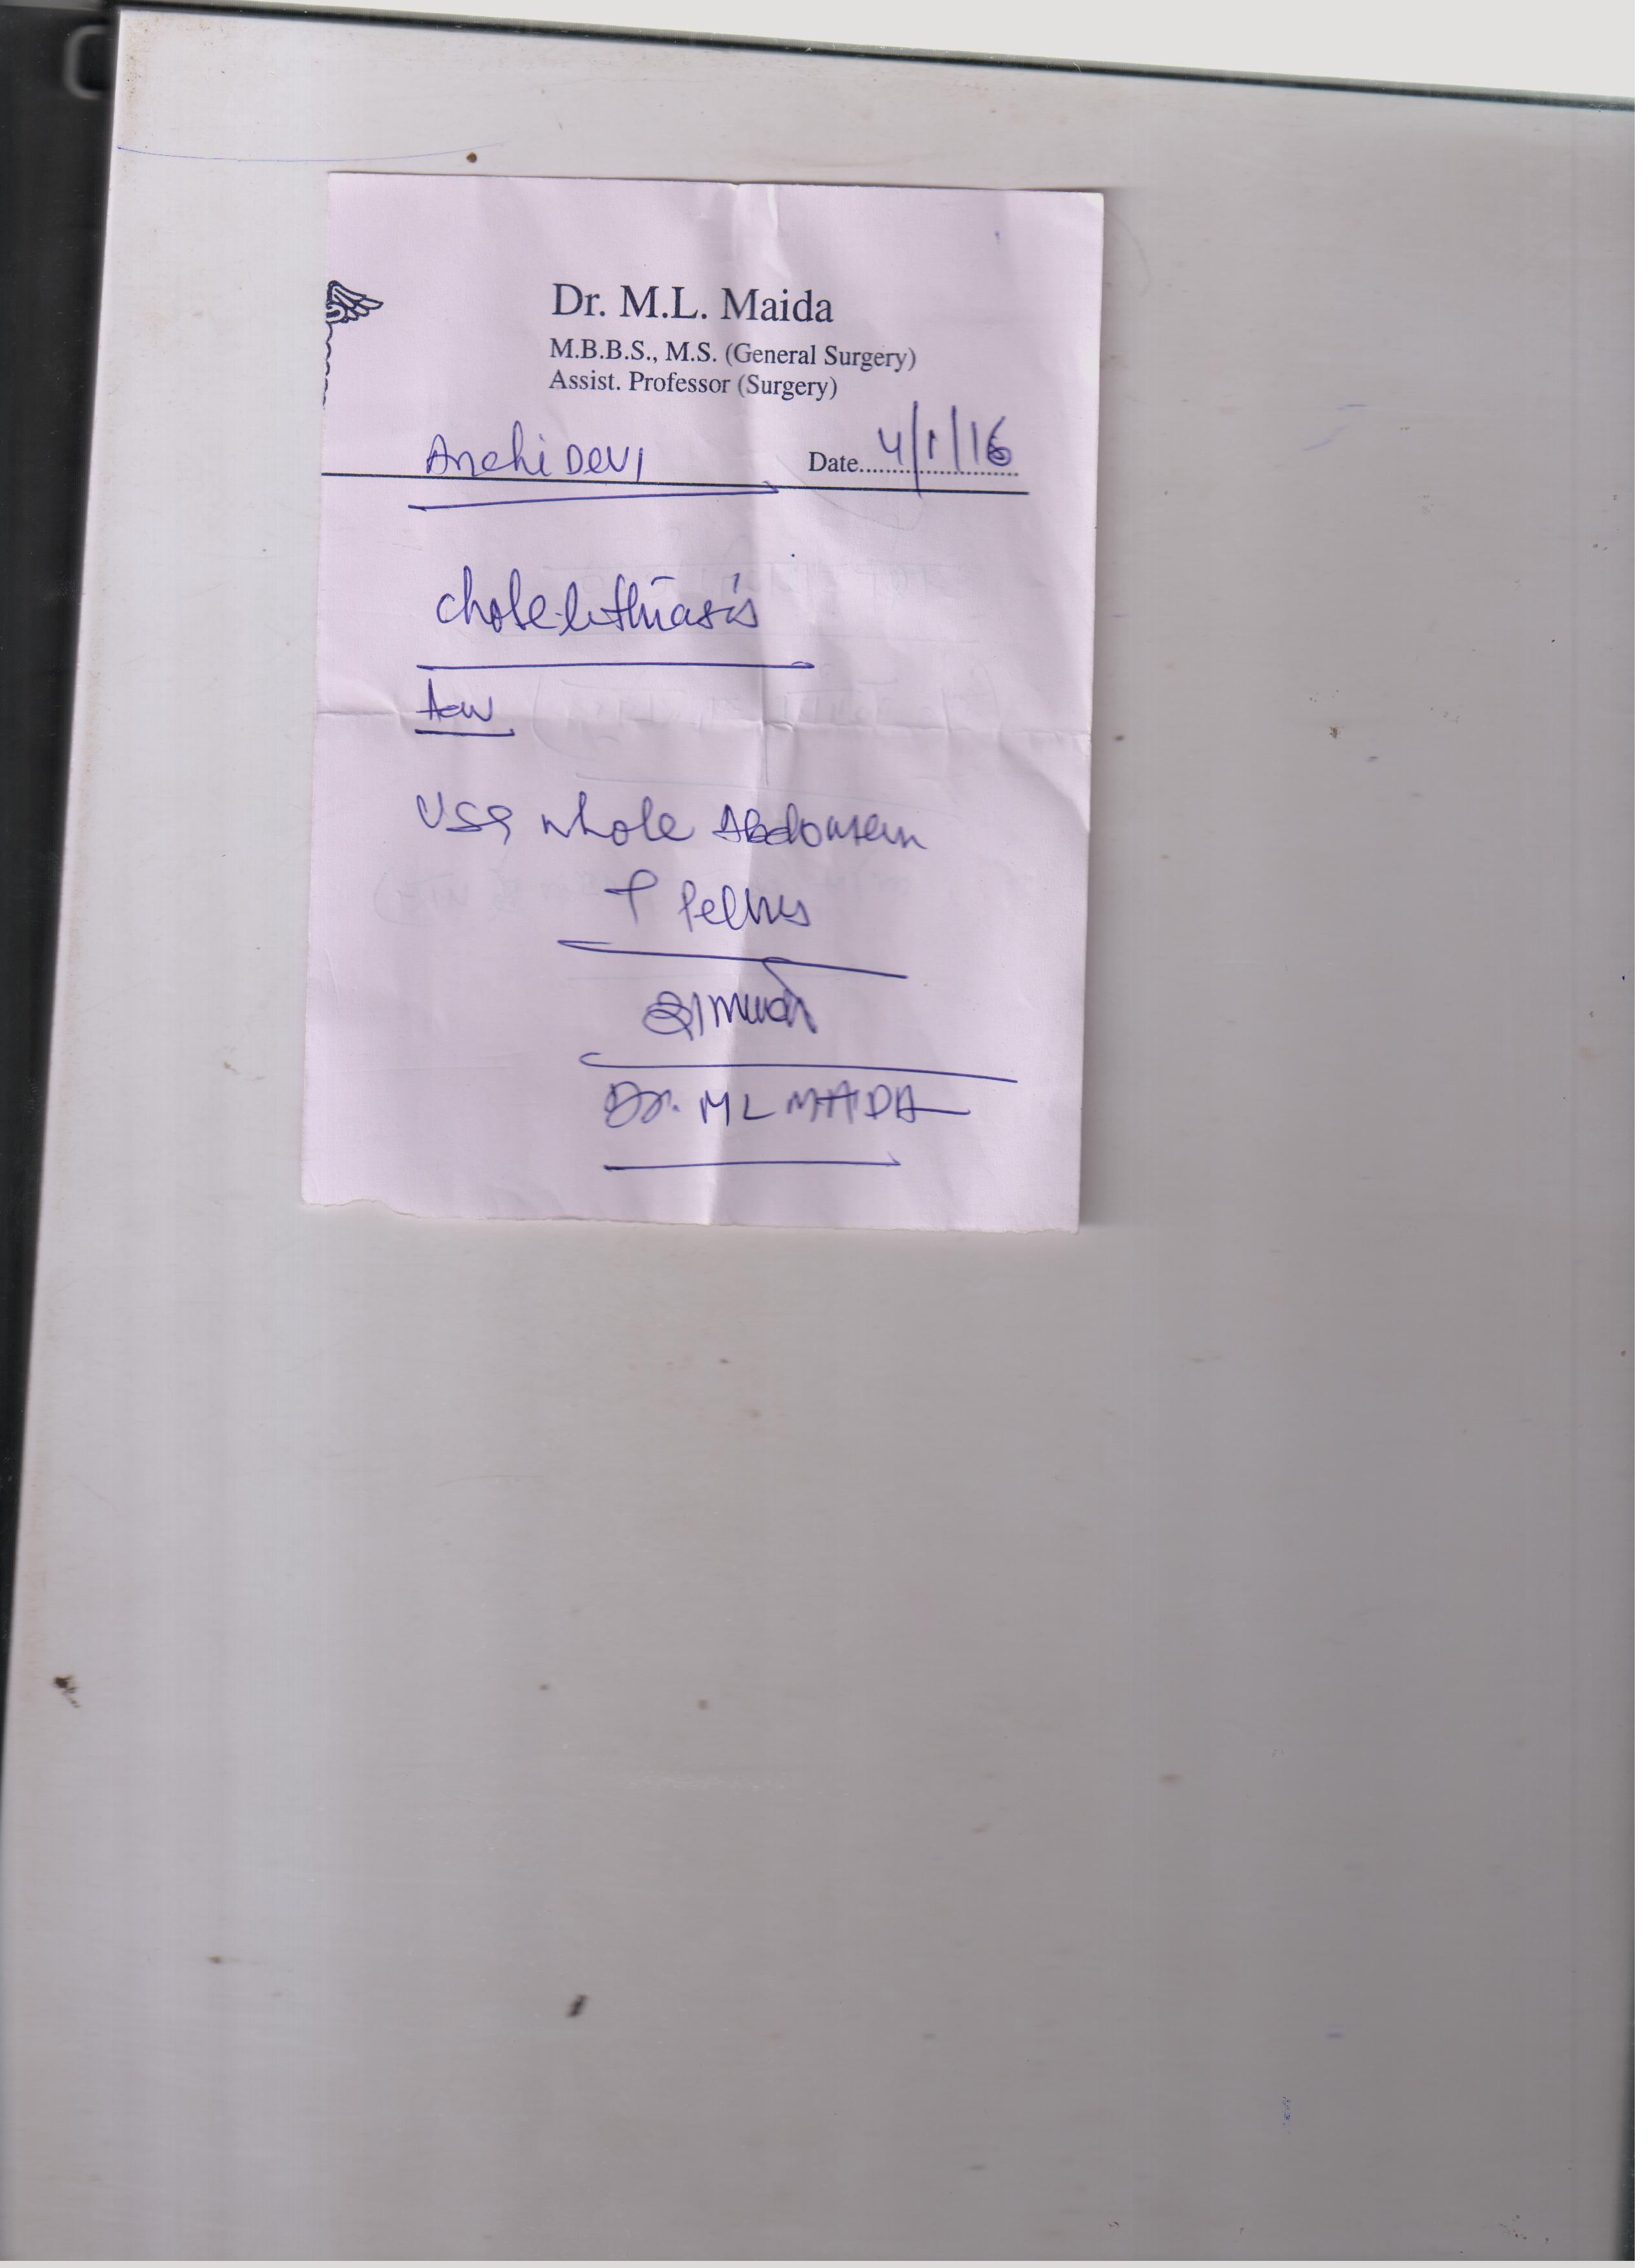 Dr. M.L. Maida
M.B.B.S., M.S. (General Surgery)
Assist. Professor (Surgery)
Anchi DEVI Date 4/1/16
Cholelithiasis
Adv
USG whole Abdomen
+ Pelvis
Dr. ML MAIDA